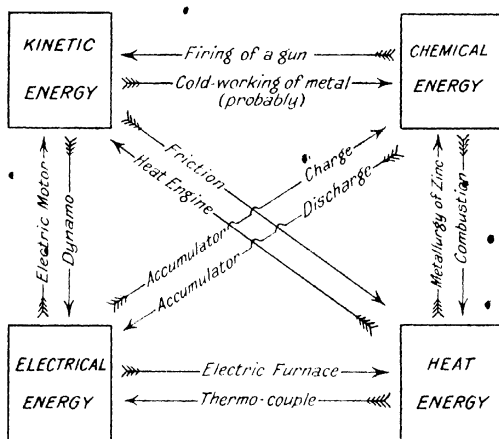 KINETIC
ENERGY
Firing of a gun
Cold-working of metal
(probably)
CHEMICAL
ENERGY
Electric Motor
Dynamo
Friction
Heat Engine
Accumulator Charge
Accumulator Discharge
Metallurgy of Zinc
Combustion
ELECTRICAL
ENERGY
Electric Furnace
Thermo-couple
HEAT
ENERGY